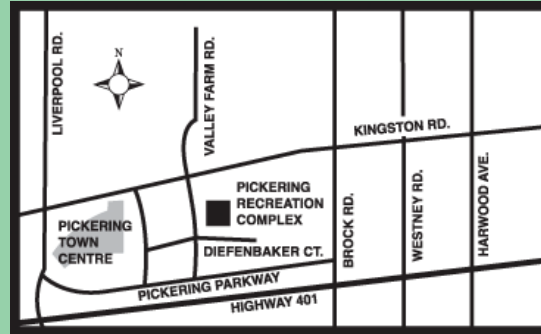 N
LIVERPOOL RD.
VALLEY FARM RD.
KINGSTON RD.
PICKERING
RECREATION
COMPLEX
PICKERING
TOWN
CENTRE
DIEFENBAKER CT.
BROCK RD.
WESTNEY RD.
HARWOOD AVE.
PICKERING PARKWAY
HIGHWAY 401